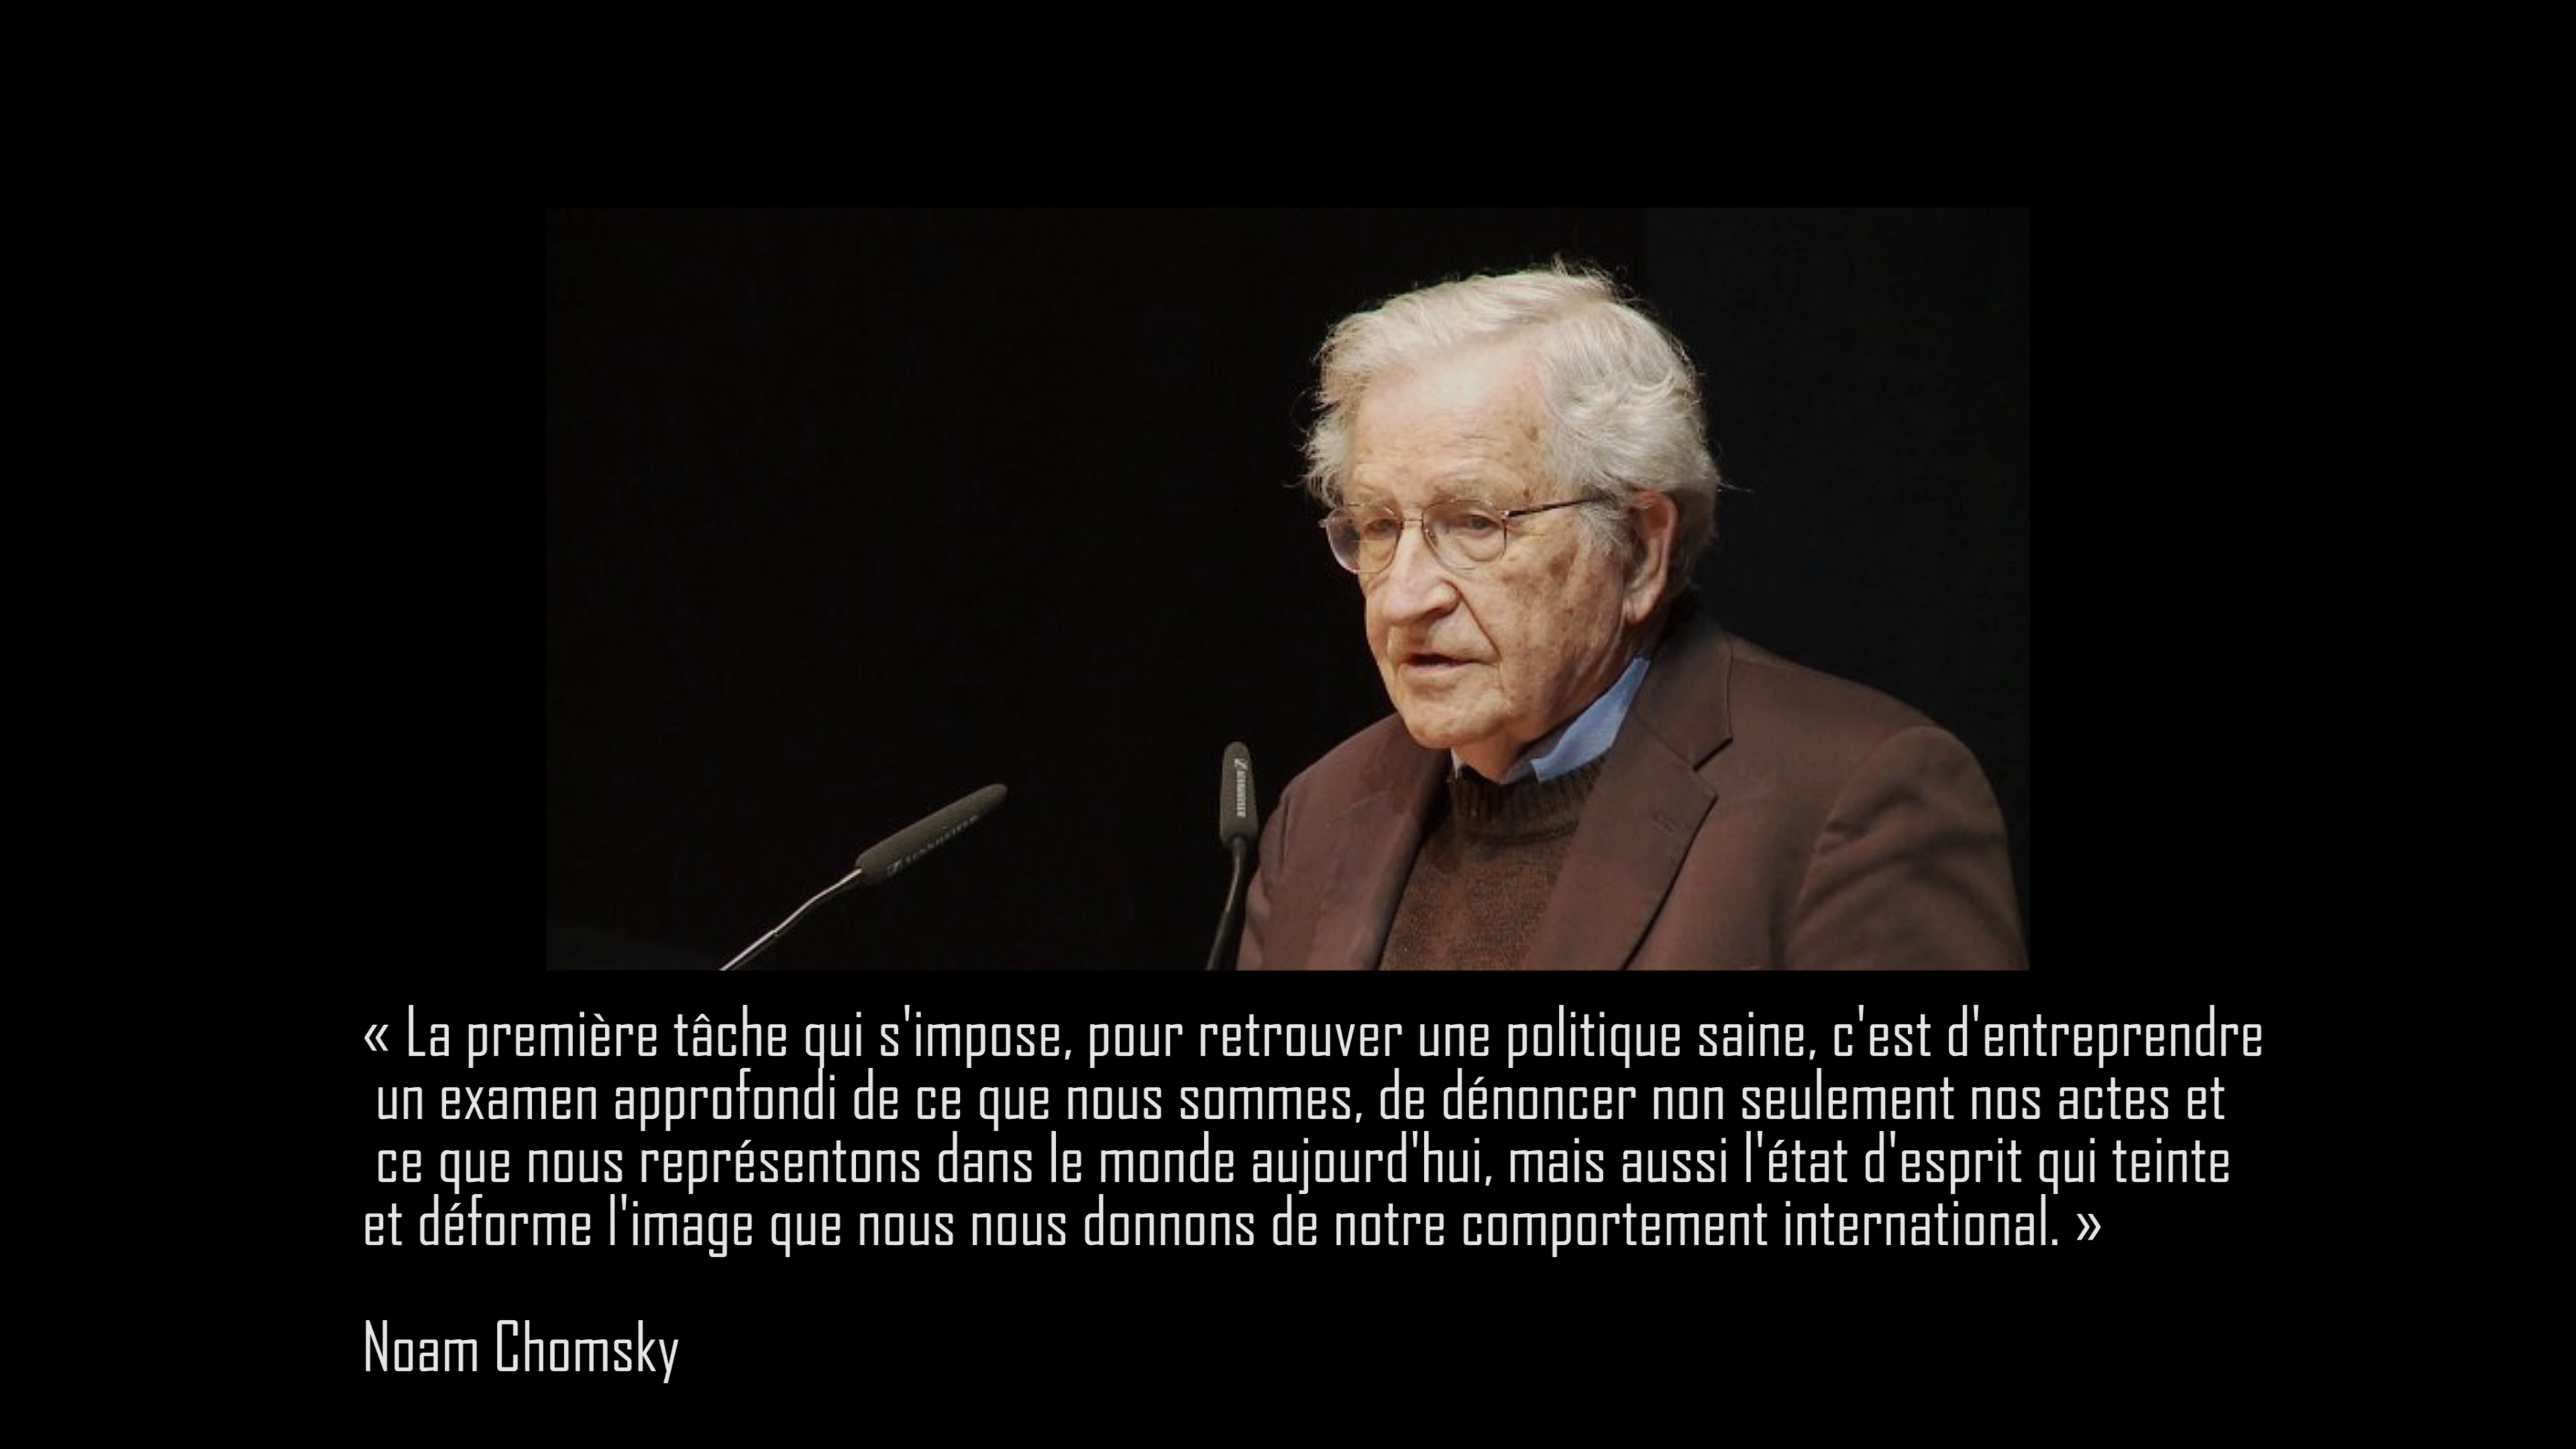 « La première tâche qui s'impose, pour retrouver une politique saine, c'est d'entreprendre
un examen approfondi de ce que nous sommes, de dénoncer non seulement nos actes et
ce que nous représentons dans le monde aujourd'hui, mais aussi l'état d'esprit qui teinte
et déforme l'image que nous nous donnons de notre comportement international. »
Noam Chomsky
SENNHEISER
SENNHEISER